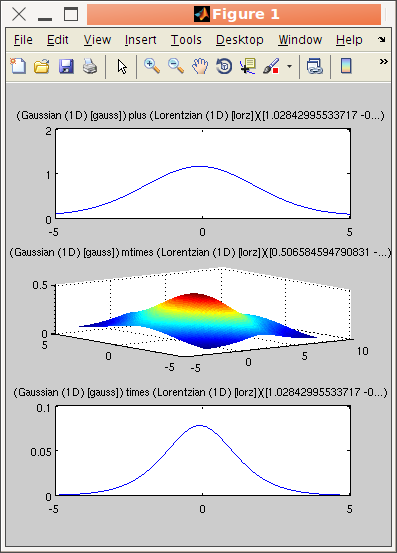 Figure 1
File Edit View Insert Tools Desktop Window Help
(Gaussian (1D) [gauss]) plus (Lorentzian (1D) [lorz])([1.02842995533717 -0...)
2
1
0
-5 0 5
(Gaussian (1D) [gauss]) mtimes (Lorentzian (1D) [lorz])([0.506584594790831 -...)
0.5
0
5 0 -5
-5 0 5 10
(Gaussian (1D) [gauss]) times (Lorentzian (1D) [lorz])([1.02842995533717 -0...)
0.1
0.05
0
-5 0 5